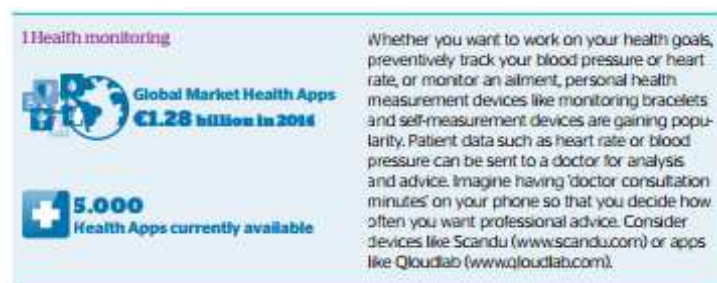 1 Health monitoring
Global Market Health Apps
€1.28 billion in 2014
5.000
Health Apps currently available
Whether you want to work on your health goals,
preventively track your blood pressure or heart
rate, or monitor an ailment, personal health
measurement devices like monitoring bracelets
and self-measurement devices are gaining popu-
larity. Patient data such as heart rate or blood
pressure can be sent to a doctor for analysis
and advice. Imagine having 'doctor consultation
minutes' on your phone so that you decide how
often you want professional advice. Consider
devices like Scandu (www.scandu.com) or apps
like Qloudlab (www.qloudlab.com).